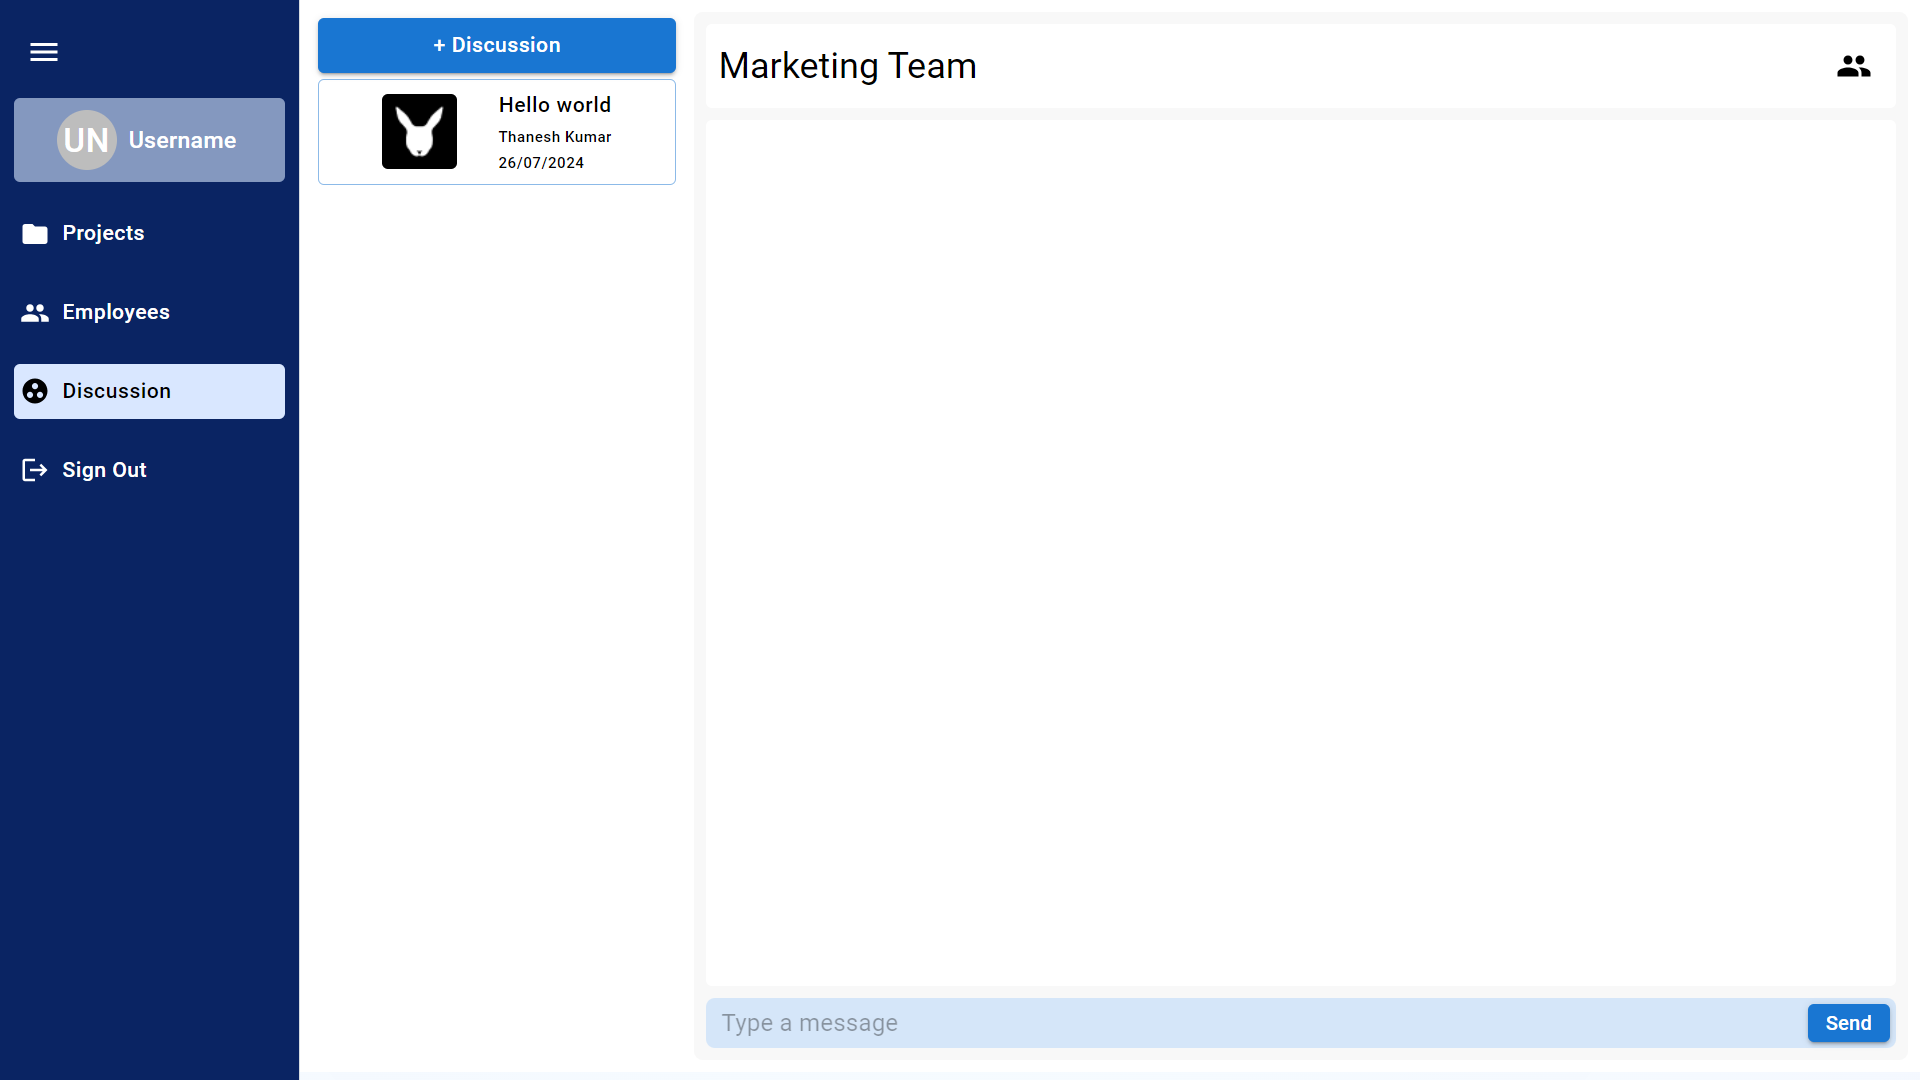 UN Username
Projects
Employees
Discussion
Sign Out
+ Discussion
Hello world
Thanesh Kumar
26/07/2024
Marketing Team
Type a message
Send